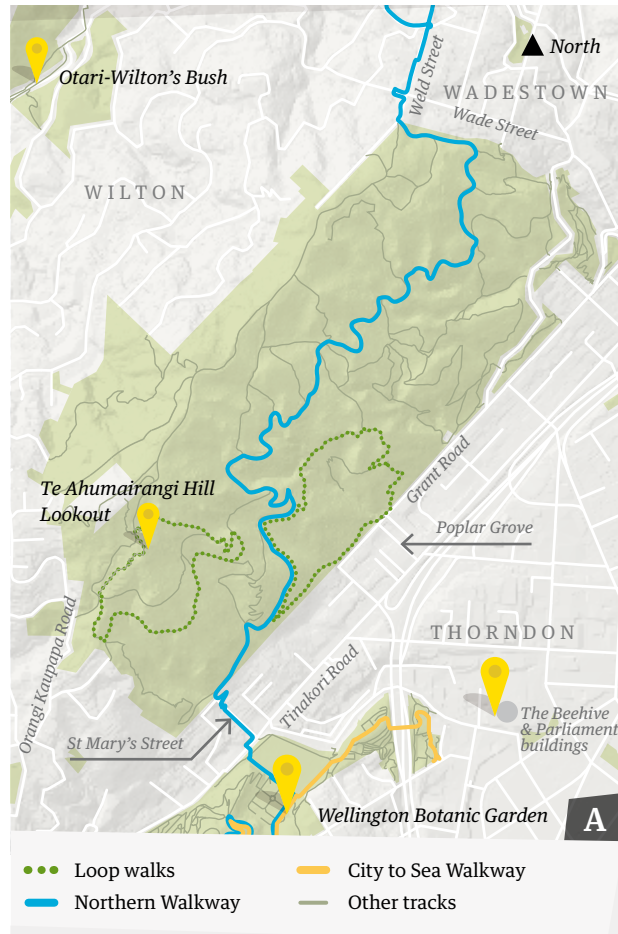 North
Otari-Wilton's Bush
Weld Street
WADESTOWN
Wade Street
WILTON
Te Ahumairangi Hill
Lookout
Grant Road
Poplar Grove
Orangi Kaupapa Road
THORNDON
Tinakori Road
The Beehive
& Parliament
buildings
St Mary's Street
Wellington Botanic Garden
A
Loop walks
City to Sea Walkway
Northern Walkway
Other tracks